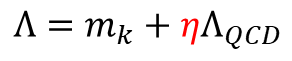 Λ = m_k + ηΛ_QCD